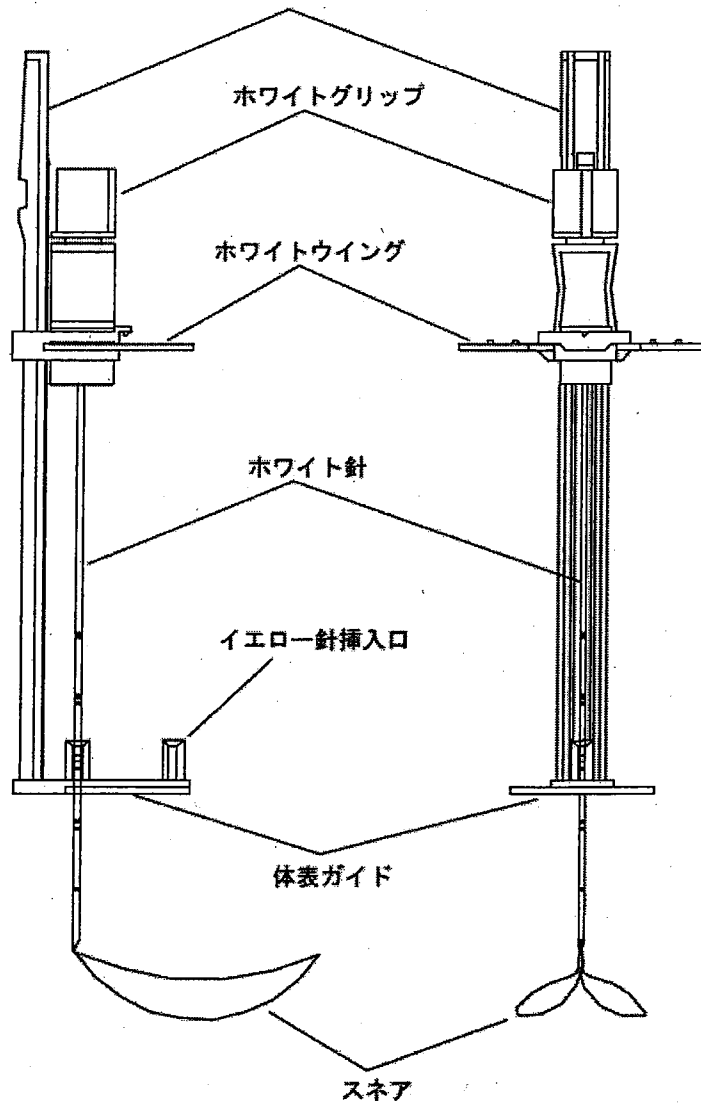 ホワイトグリップ
ホワイトウイング
ホワイト針
イエロー針挿入口
体表ガイド
スネア